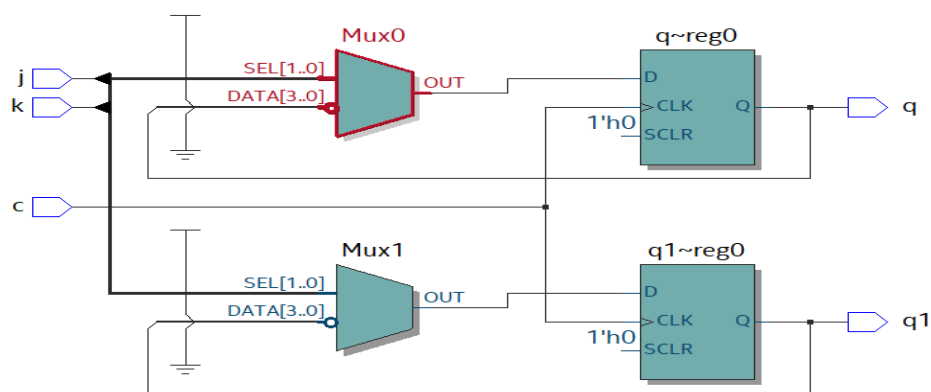 Mux0
q~reg0
j
SEL[1..0]
OUT
D
k
DATA[3..0]
CLK
Q
q
1'h0
SCLR
c
Mux1
q1~reg0
SEL[1..0]
OUT
D
DATA[3..0]
CLK
Q
q1
1'h0
SCLR